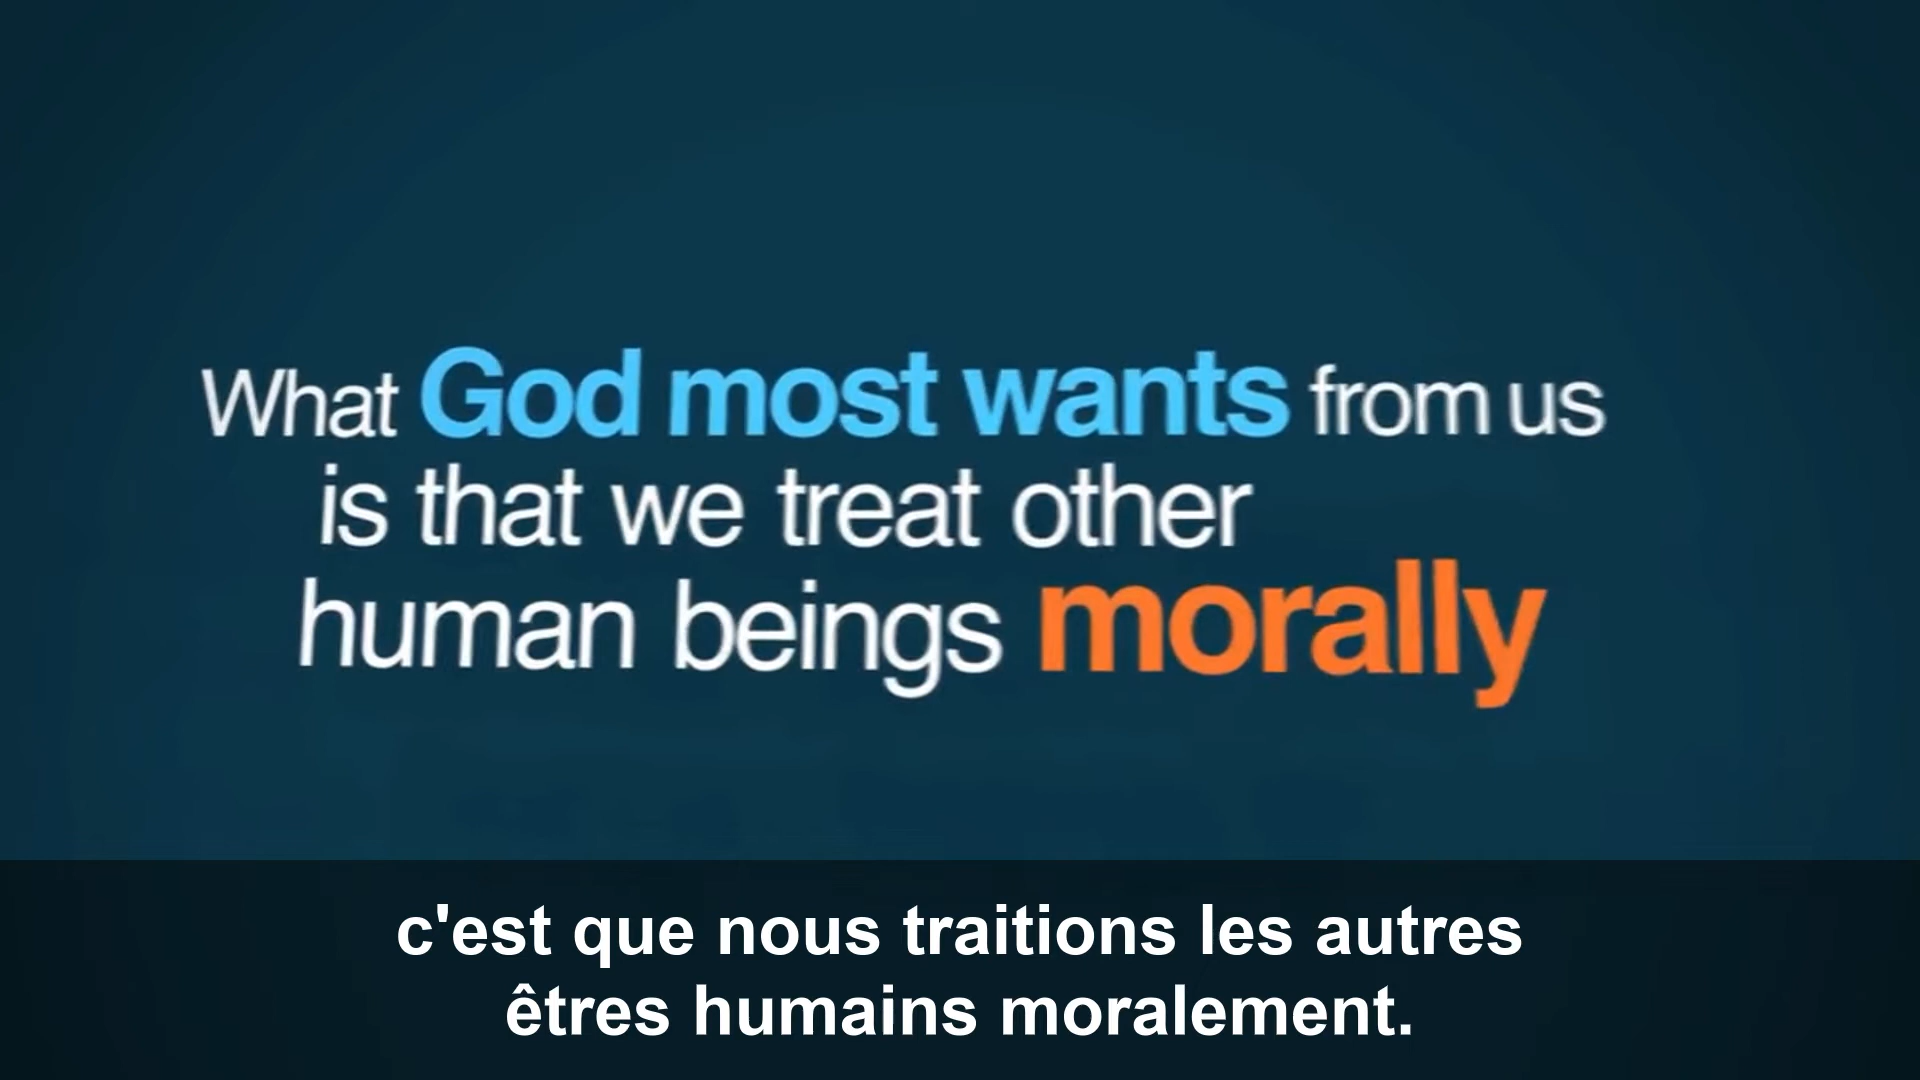 What God most wants from us
is that we treat other
human beings morally
c'est que nous traitions les autres
êtres humains moralement.